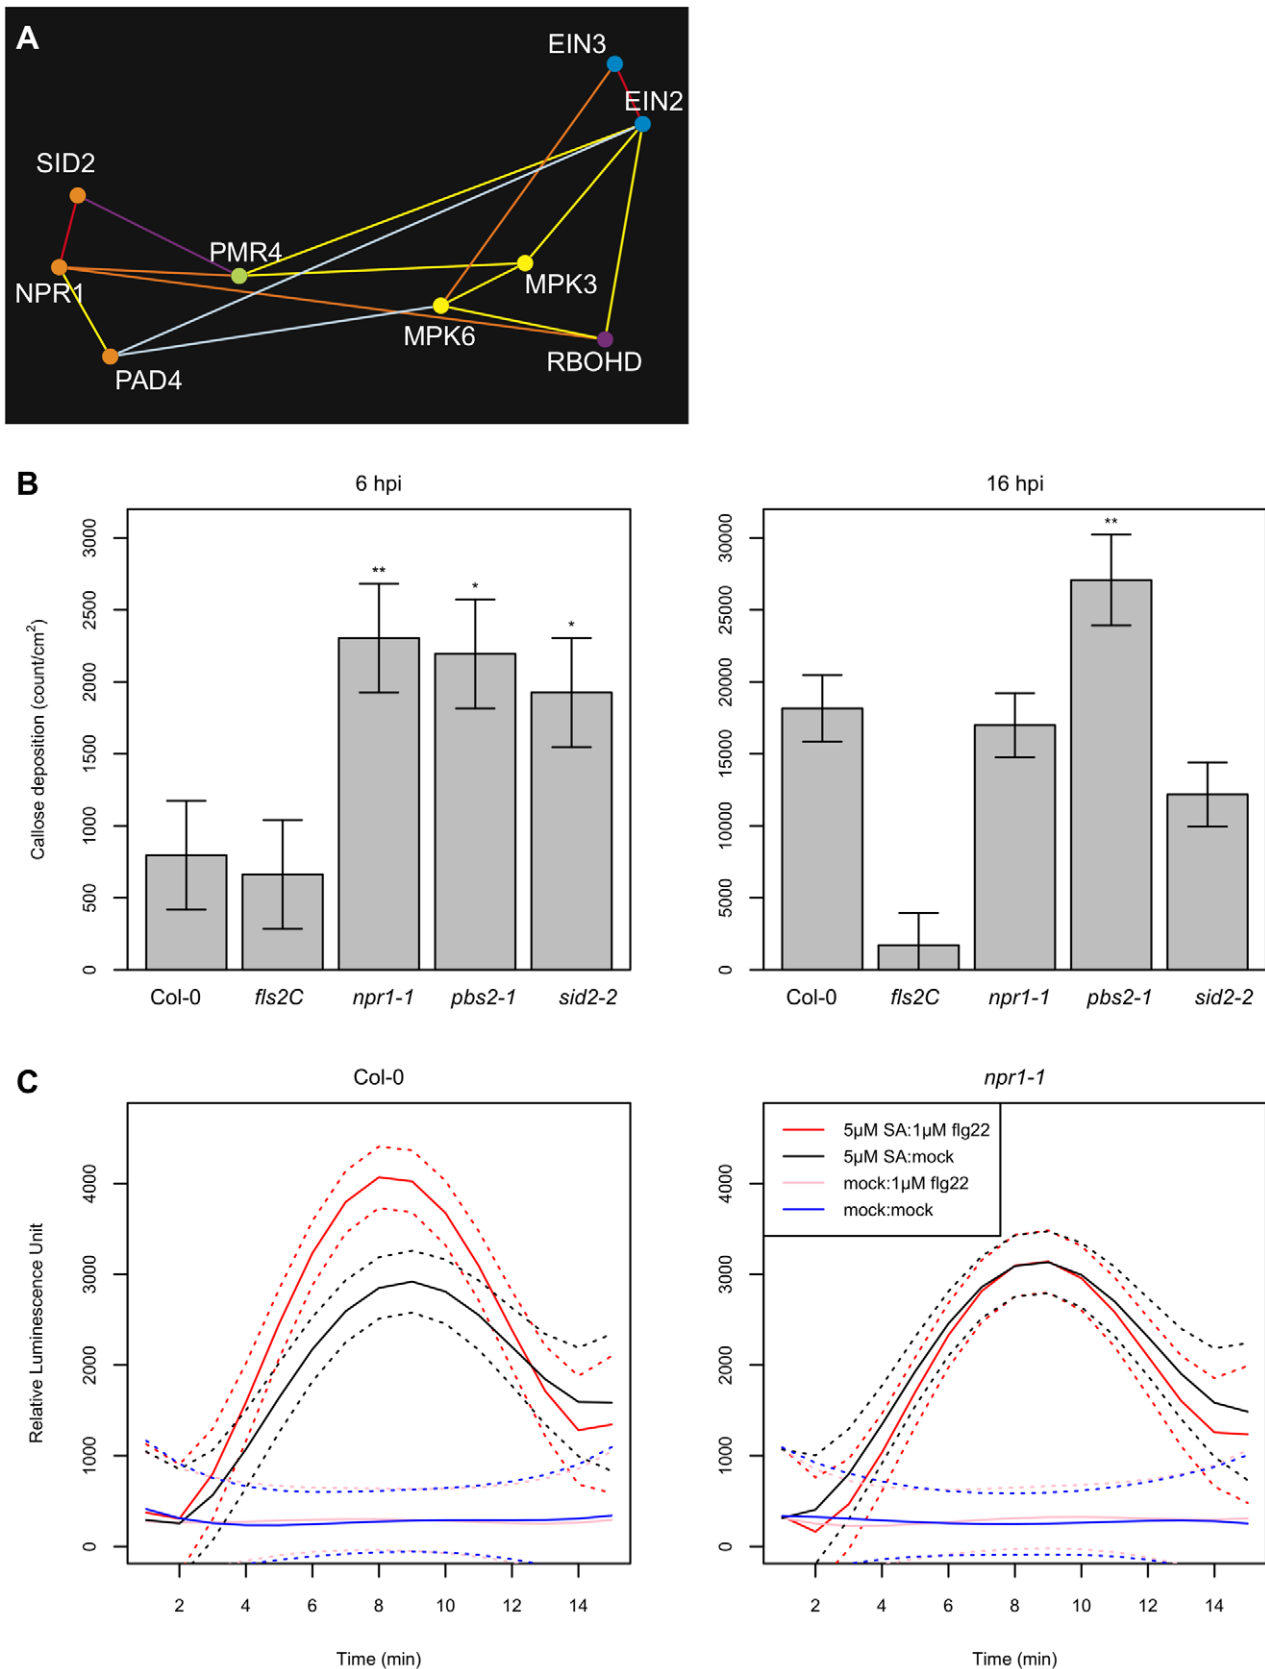 A
EIN3
EIN2
SID2
PMR4
NPR1
MPK3
MPK6
RBOHD
PAD4
B
6 hpi
16 hpi
Callose deposition (count/cm²)
3000
2500
2000
1500
1000
500
0
**
*
*
Col-0 fls2C npr1-1 pbs2-1 sid2-2
30000
25000
20000
15000
10000
5000
0
**
Col-0 fls2C npr1-1 pbs2-1 sid2-2
C
Col-0
npr1-1
Relative Luminescence Unit
4000
3000
2000
1000
0
2 4 6 8 10 12 14
Time (min)
5µM SA:1µM flg22
5µM SA:mock
mock:1µM flg22
mock:mock
4000
3000
2000
1000
0
2 4 6 8 10 12 14
Time (min)